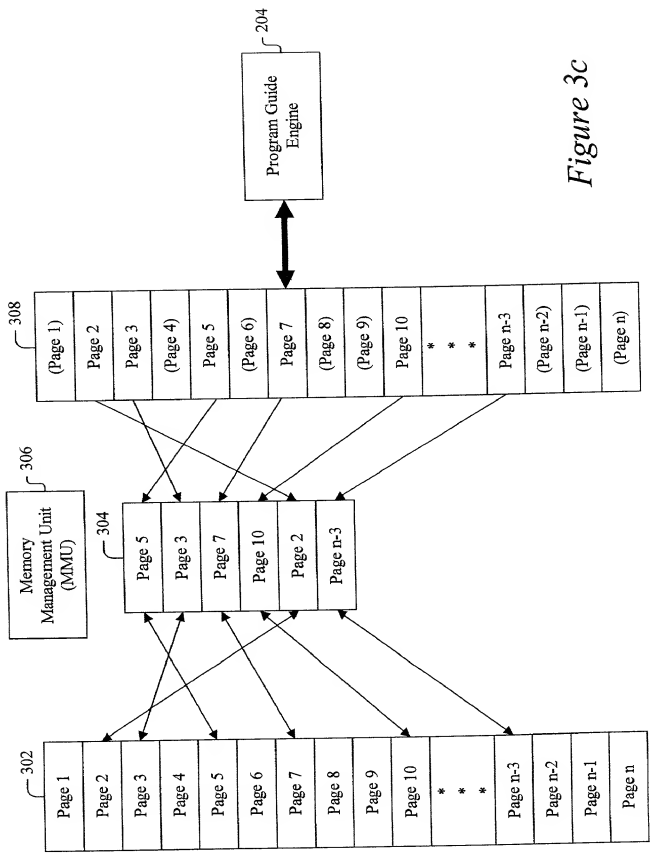 302
Page 1
Page 2
Page 3
Page 4
Page 5
Page 6
Page 7
Page 8
Page 9
Page 10
*
*
*
Page n-3
Page n-2
Page n-1
Page n
Memory
Management Unit
(MMU)
306
304
Page 5
Page 3
Page 7
Page 10
Page 2
Page n-3
308
(Page 1)
Page 2
Page 3
(Page 4)
Page 5
(Page 6)
Page 7
(Page 8)
(Page 9)
Page 10
*
*
*
Page n-3
(Page n-2)
(Page n-1)
(Page n)
204
Program Guide
Engine
Figure 3c